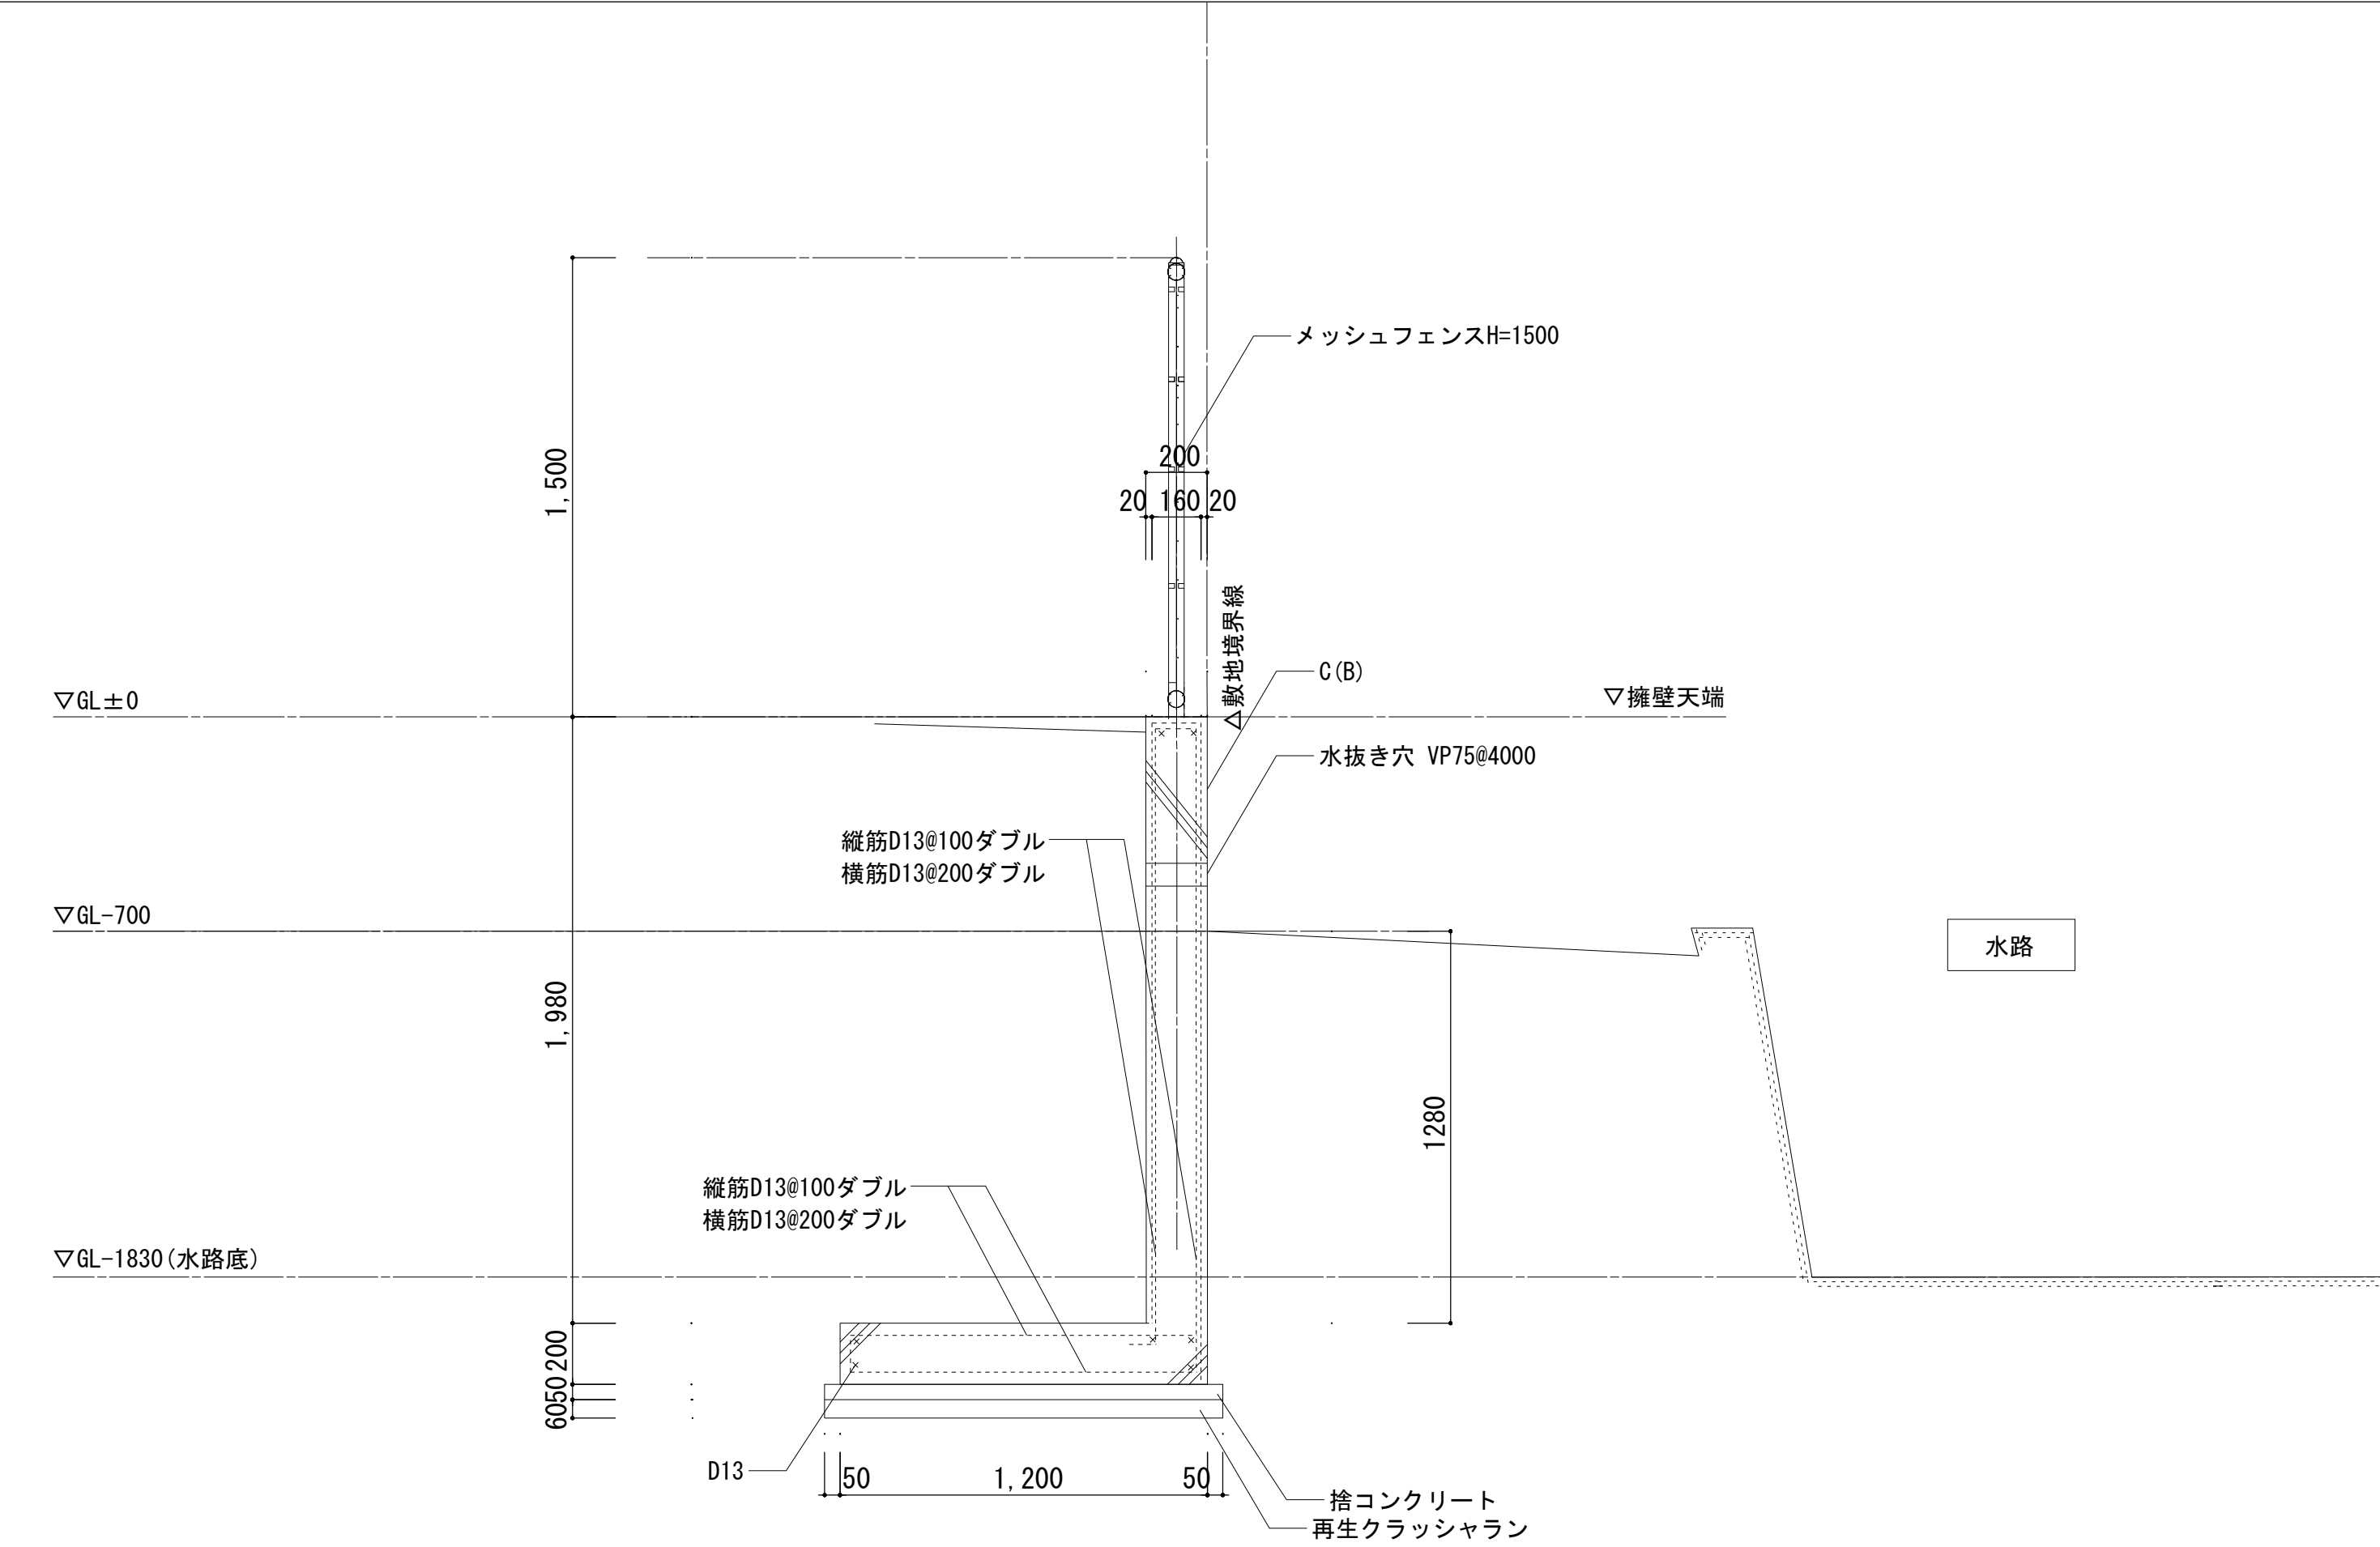 メッシュフェンスH=1500
1,500
200
20 160 20
△敷地境界線
C(B)
▽GL±0
▽擁壁天端
水抜き穴 VP75@4000
縦筋D13@100ダブル
横筋D13@200ダブル
▽GL-700
水路
1,980
1280
縦筋D13@100ダブル
横筋D13@200ダブル
▽GL-1830(水路底)
200
50
60
D13
50 1,200 50
捨コンクリート
再生クラッシャラン